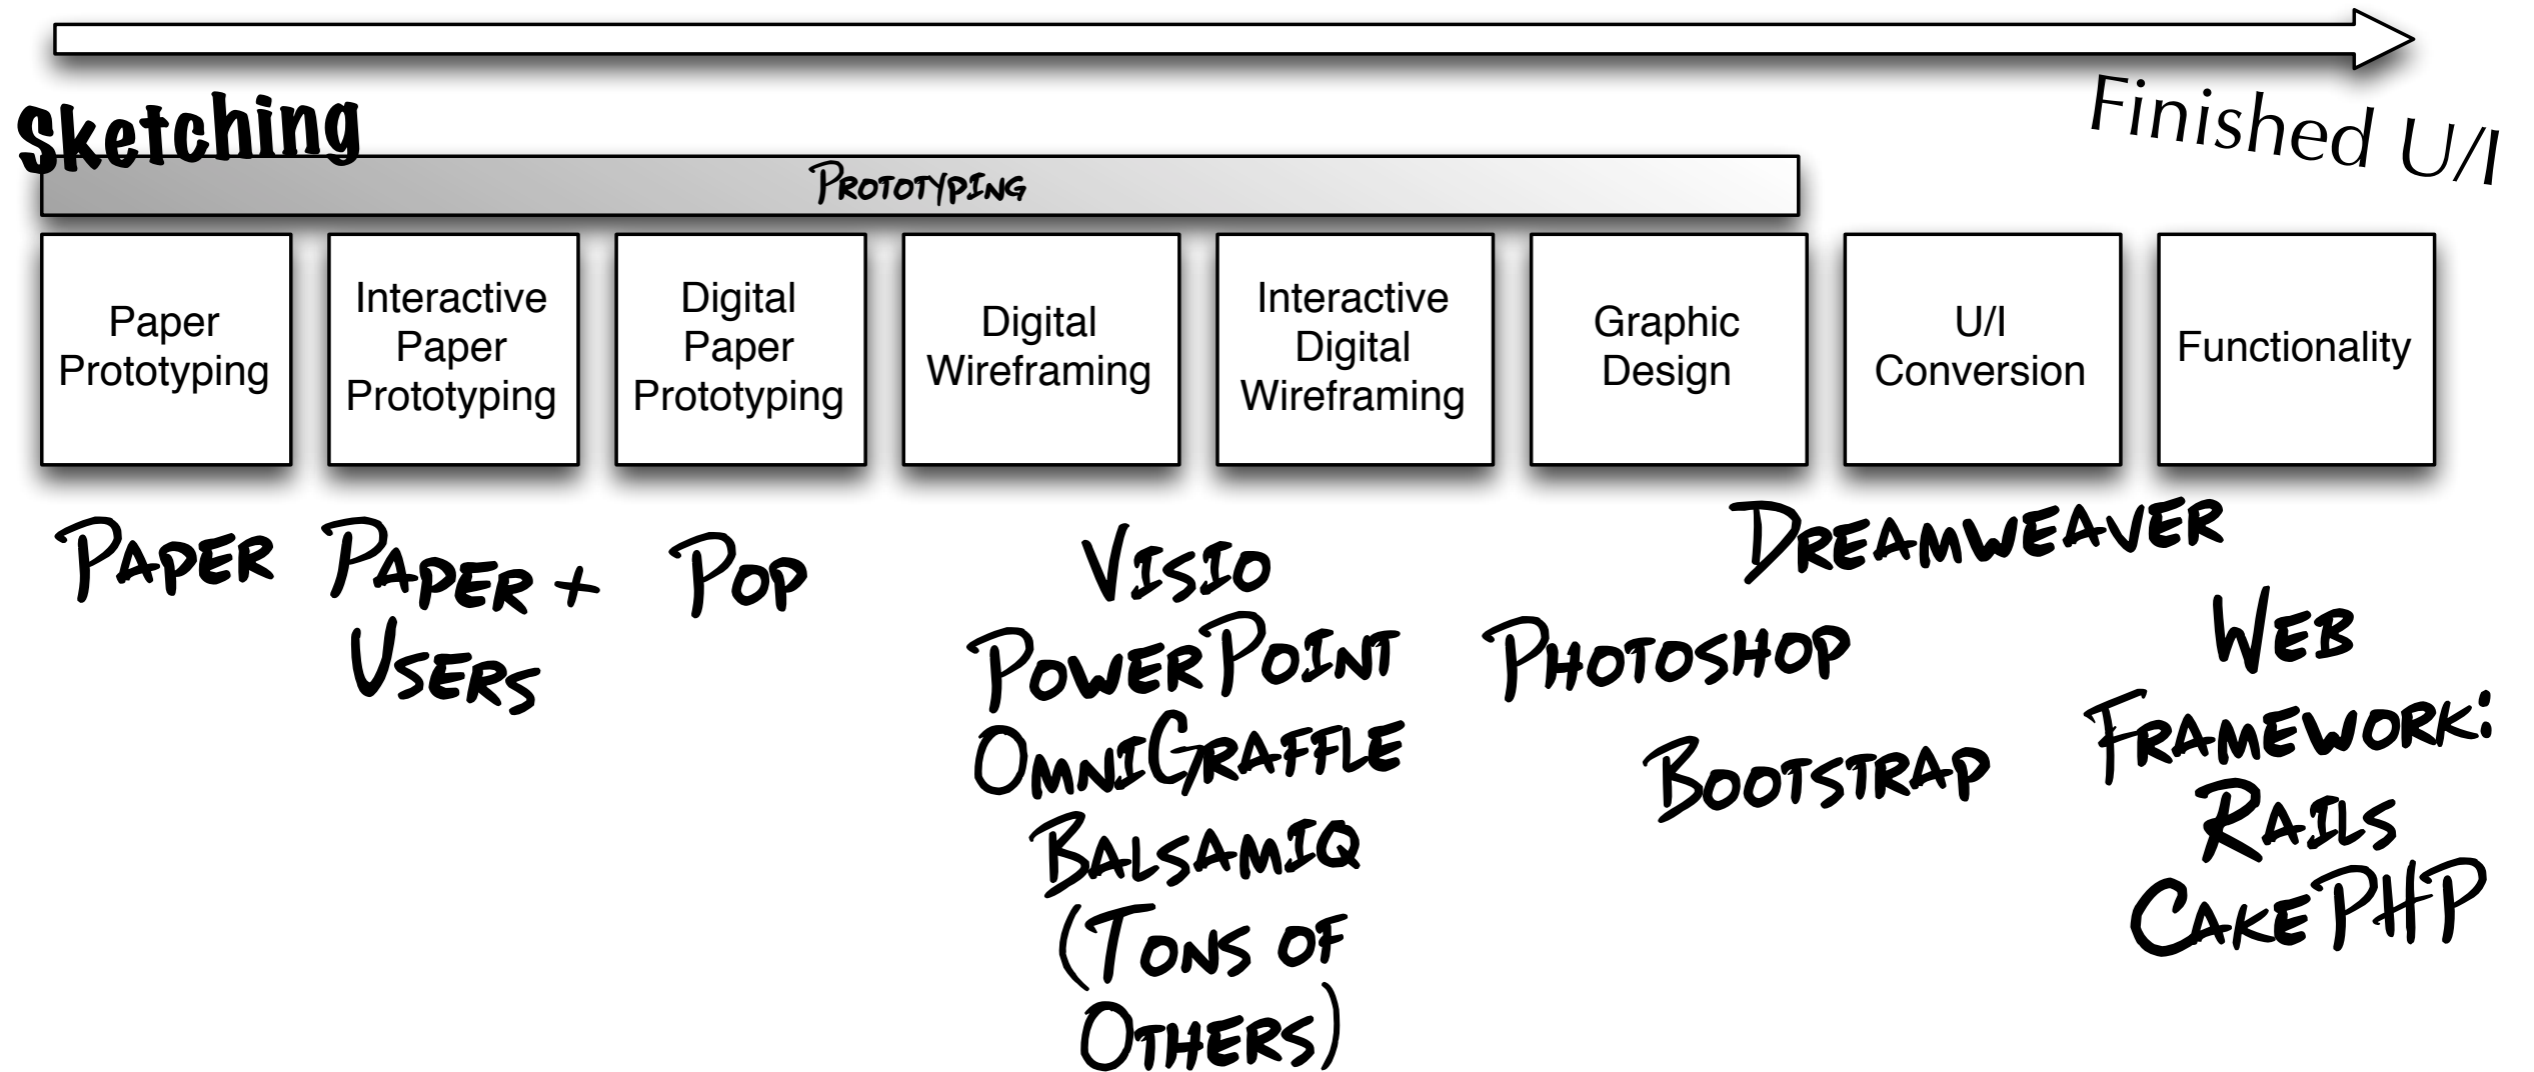 Sketching
Finished U/I
Prototyping
Paper
Prototyping
Interactive
Paper
Prototyping
Digital
Paper
Prototyping
Digital
Wireframing
Interactive
Digital
Wireframing
Graphic
Design
U/I
Conversion
Functionality
Paper
Paper +
Users
Pop
Visio
PowerPoint
OmniGraffle
Balsamiq
(Tons of
Others)
Dreamweaver
Photoshop
Bootstrap
Web
Framework:
Rails
CakePHP